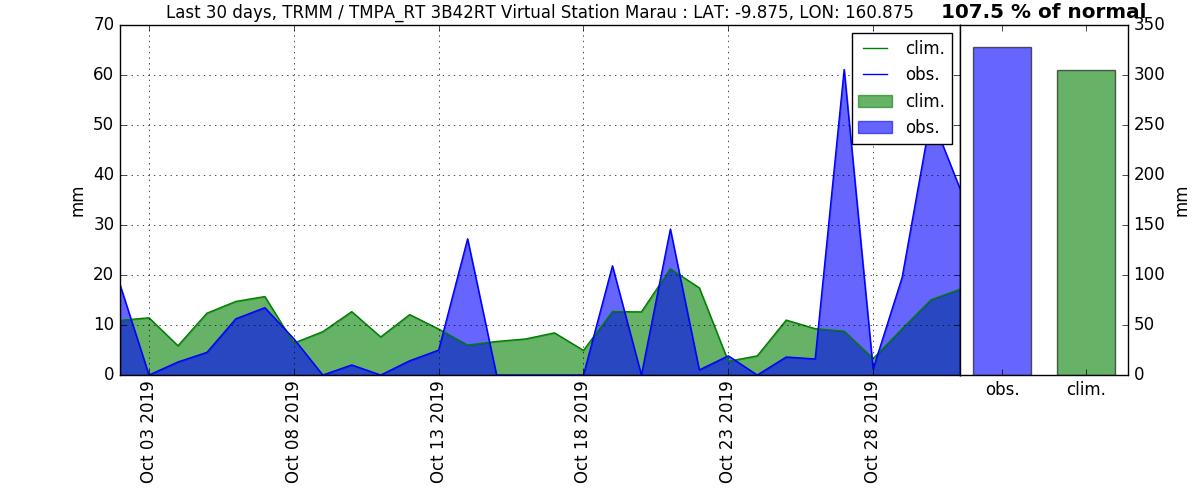 Last 30 days, TRMM / TMPA_RT 3B42RT Virtual Station Marau : LAT: -9.875, LON: 160.875
107.5 % of normal
70
60
50
40
30
20
10
0
mm
clim.
obs.
clim.
obs.
350
300
250
200
150
100
50
0
mm
obs.
clim.
Oct 03 2019
Oct 08 2019
Oct 13 2019
Oct 18 2019
Oct 23 2019
Oct 28 2019